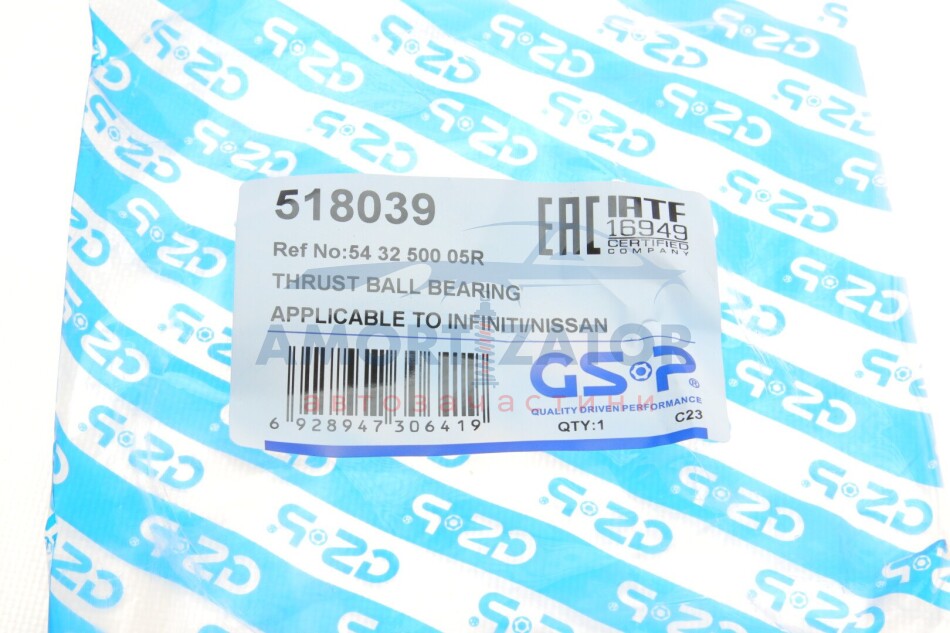 518039
EAC
IATF
16949
CERTIFIED
COMPANY
Ref No:54 32 500 05R
THRUST BALL BEARING
APPLICABLE TO INFINITI/NISSAN
AMORTIZATOR
автозапчастини
GSP®
QUALITY DRIVEN PERFORMANCE
6 928947 306419
QTY:1
C23